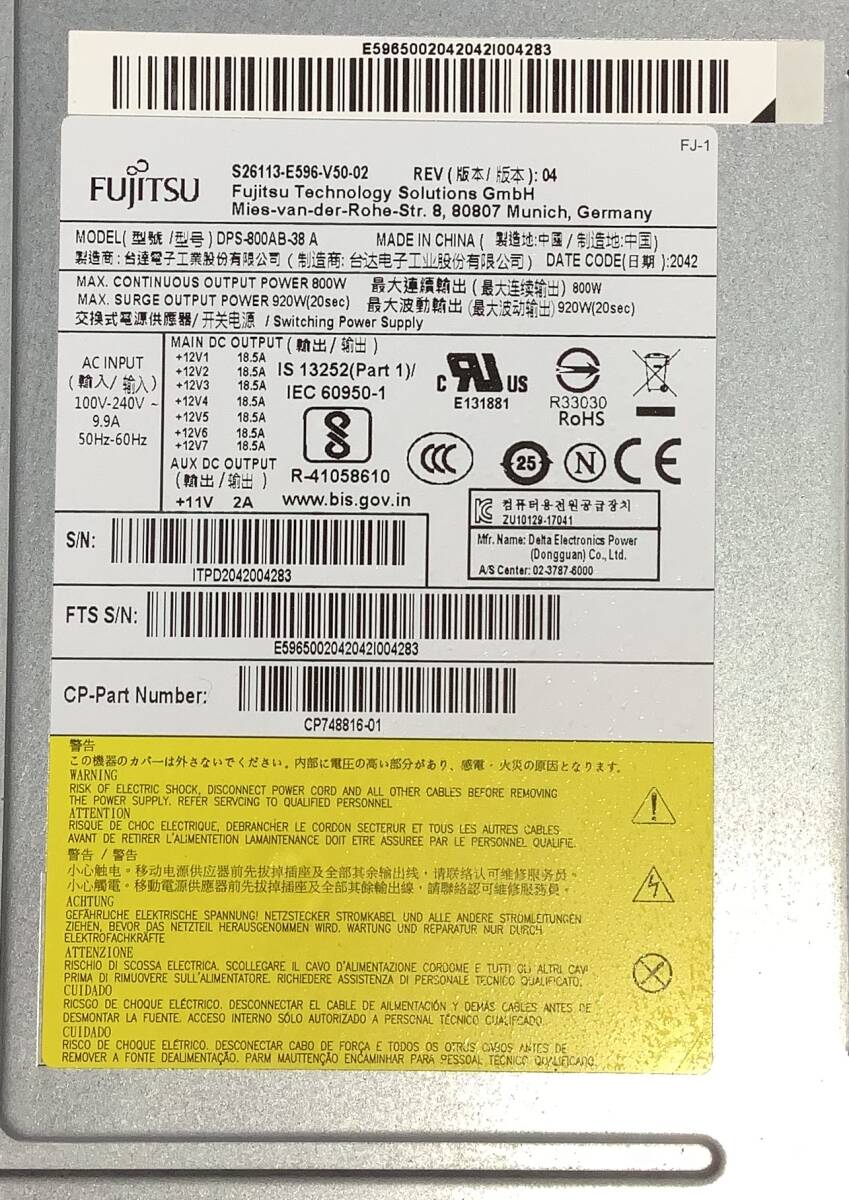 E5965002042042I004283
FJ-1
FUJITSU
S26113-E596-V50-02 REV (版本/ 版本): 04
Fujitsu Technology Solutions GmbH
Mies-van-der-Rohe-Str. 8, 80807 Munich, Germany
MODEL( 型號 /型号 ) DPS-800AB-38 A MADE IN CHINA ( 製造地:中國 / 制造地:中国)
製造商 : 台達電子工業股份有限公司 ( 制造商: 台达电子工业股份有限公司 ) DATE CODE(日期 ):2042
MAX. CONTINUOUS OUTPUT POWER 800W 最大連續輸出 ( 最大连续输出) 800W
MAX. SURGE OUTPUT POWER 920W(20sec) 最大波動輸出 (最大波动输出) 920W(20sec)
交換式電源供應器/ 开关电源 / Switching Power Supply
AC INPUT
( 輸入/ 输入)
100V-240V ~
9.9A
50Hz-60Hz
MAIN DC OUTPUT ( 輸出/ 输出 )
+12V1 18.5A
+12V2 18.5A
+12V3 18.5A
+12V4 18.5A
+12V5 18.5A
+12V6 18.5A
+12V7 18.5A
AUX DC OUTPUT
( 輸出/ 输出 )
+11V 2A
IS 13252(Part 1)/
IEC 60950-1
R-41058610
www.bis.gov.in
C RU US
E131881
R33030
RoHS
CCC
25
N
CE
컴퓨터용전원공급장치
ZU10129-17041
Mfr. Name: Delta Electronics Power
(Dongguan) Co., Ltd.
A/S Center: 02-3787-6000
S/N:
ITPD2042004283
FTS S/N:
E5965002042042I004283
CP-Part Number:
CP748816-01
警告
この機器のカバーは外さないでください。内部に電圧の高い部分があり、感電・火災の原因となります。
WARNING
RISK OF ELECTRIC SHOCK, DISCONNECT POWER CORD AND ALL OTHER CABLES BEFORE REMOVING
THE POWER SUPPLY. REFER SERVCING TO QUALIFIED PERSONNEL
ATTENTION
RISQUE DE CHOC ELECTRIQUE, DEBRANCHER LE CORDON SECTERUR ET TOUS LES AUTRES CABLES
AVANT DE RETIRER L'ALIMENTETION LAMAINTENANCE DOIT ETRE ASSUREE PAR LE PERSONNEL QUALIFIE.
警告 / 警告
小心触电。移动电源供应器前先拔掉插座及全部其余输出线，请联络认可维修服务员。
小心觸電。移動電源供應器前先拔掉插座及全部其餘輸出線，請聯絡認可維修服務員。
ACHTUNG
GEFÄHRLICHE ELEKTRISCHE SPANNUNG! NETZSTECKER STROMKABEL UND ALLE ANDERE STROMLEITUNGEN
ZIEHEN, BEVOR DAS NETZTEIL HERAUSGENOMMEN WIRD. WARTUNG UND REPARATUR NUR DURCH
ELEKTROFACHKRÄFTE
ATTENZIONE
RISCHIO DI SCOSSA ELECTRICA. SCOLLEGARE IL CAVO D'ALIMENTAZIONE CORDOME E TUTTI GLI ALTRI CAVI
PRIMA DI RIMUOVERE SULL'ALIMENTATORE. RICHIEDERE ASSISTENZA DI PERSONALE TECNICO QUALIFICATO.
CUIDADO
RICSGO DE CHOQUE ELÉCTRICO. DESCONNECTAR EL CABLE DE AILMENTACIÓN Y DEMÁS CABLES ANTES DE
DESMONTAR LA FUENTE. ACCESO INTERNO SÓLO AUTORIZADO A PERSCNAL TÉCNICO CUALIFCADO.
CUIDADO
RISCO DE CHOQUE ELÉCTRICO. DESCONECTAR CABO DE FORÇA E TODOS OS OTROS CABOS ANTES DE
REMOVER A FONTE DEALIMENTAÇÃO. PARM MAUTTENÇÃO ENCAMINHAR PARA PESSOAL TÉCNICO QUALIFICADO.